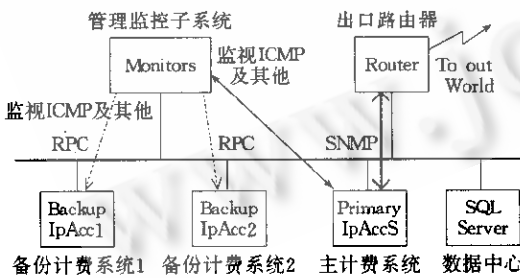 管理监控子系统
出口路由器
Monitors
监视ICMP
及其他
Router
To out
World
监视ICMP及其他
RPC
RPC
SNMP
Backup
IpAcc1
Backup
IpAcc2
Primary
IpAccS
SQL
Server
备份计费系统1
备份计费系统2
主计费系统
数据中心